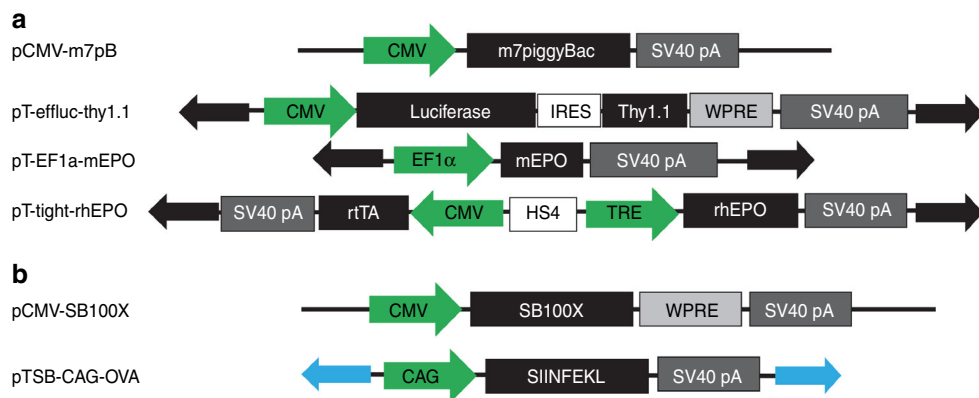 a
pCMV-m7pB CMV m7piggyBac SV40 pA
pT-effluc-thy1.1 CMV Luciferase IRES Thy1.1 WPRE SV40 pA
pT-EF1a-mEPO EF1α mEPO SV40 pA
pT-tight-rhEPO SV40 pA rtTA CMV HS4 TRE rhEPO SV40 pA
b
pCMV-SB100X CMV SB100X WPRE SV40 pA
pTSB-CAG-OVA CAG SIINFEKL SV40 pA